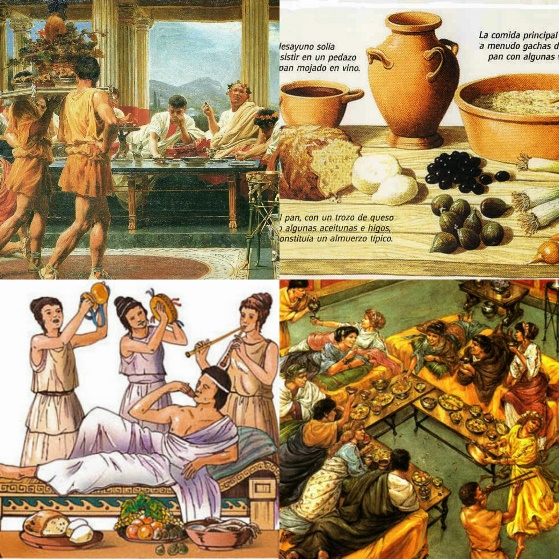 desayuno solía
sistir en un pedazo
pan mojado en vino.
La comida principal
a menudo gachas d
pan con algunas
l pan, con un trozo de queso
algunas aceitunas e higos,
onstituía un almuerzo típico.